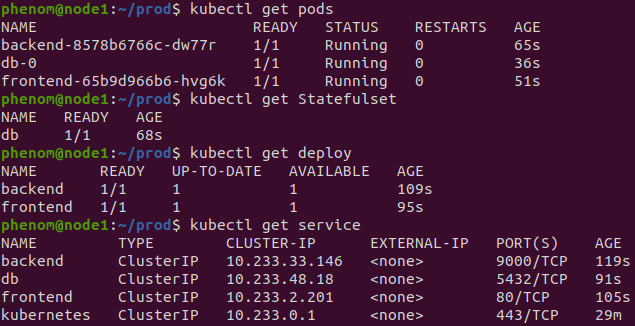 phenom@node1:~/prod$ kubectl get pods
NAME                        READY   STATUS    RESTARTS   AGE
backend-8578b6766c-dw77r    1/1     Running   0          65s
db-0                        1/1     Running   0          36s
frontend-65b9d966b6-hvg6k   1/1     Running   0          51s
phenom@node1:~/prod$ kubectl get Statefulset
NAME   READY   AGE
db     1/1     68s
phenom@node1:~/prod$ kubectl get deploy
NAME       READY   UP-TO-DATE   AVAILABLE   AGE
backend    1/1     1            1           109s
frontend   1/1     1            1           95s
phenom@node1:~/prod$ kubectl get service
NAME         TYPE        CLUSTER-IP      EXTERNAL-IP   PORT(S)    AGE
backend      ClusterIP   10.233.33.146   <none>        9000/TCP   119s
db           ClusterIP   10.233.48.18    <none>        5432/TCP   91s
frontend     ClusterIP   10.233.2.201    <none>        80/TCP     105s
kubernetes   ClusterIP   10.233.0.1      <none>        443/TCP    29m